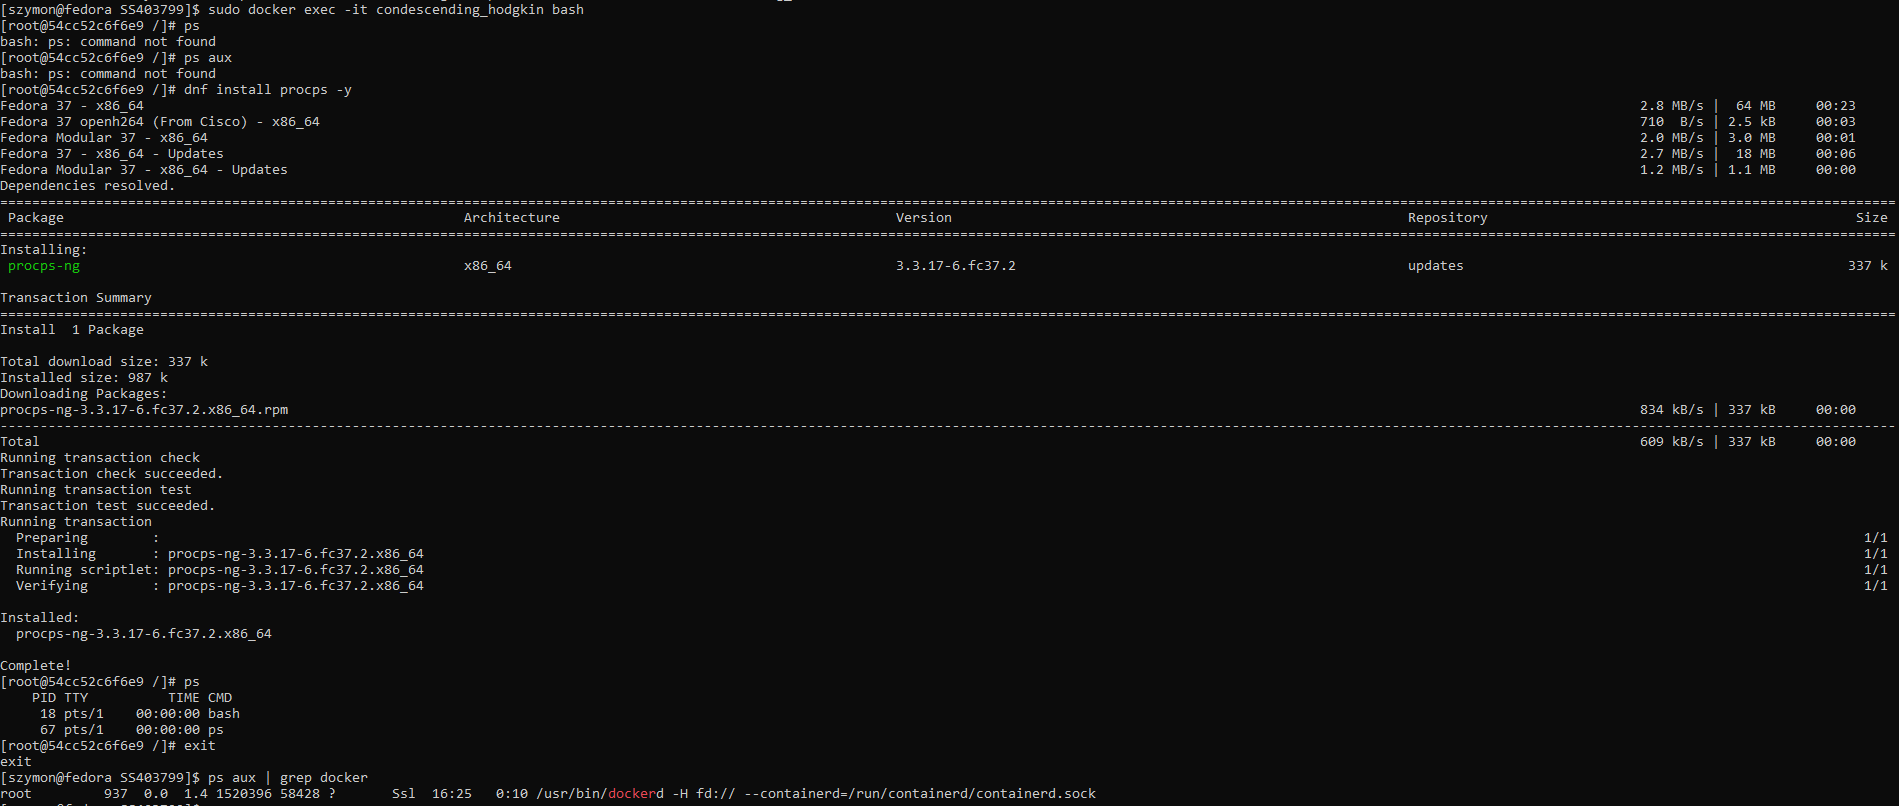 [szymon@fedora SS403799]$ sudo docker exec -it condescending_hodgkin bash
[root@54cc52c6f6e9 /]# ps
bash: ps: command not found
[root@54cc52c6f6e9 /]# ps aux
bash: ps: command not found
[root@54cc52c6f6e9 /]# dnf install procps -y
Fedora 37 - x86_64 2.8 MB/s | 64 MB 00:23
Fedora 37 openh264 (From Cisco) - x86_64 710 B/s | 2.5 kB 00:03
Fedora Modular 37 - x86_64 2.0 MB/s | 3.0 MB 00:01
Fedora 37 - x86_64 - Updates 2.7 MB/s | 18 MB 00:06
Fedora Modular 37 - x86_64 - Updates 1.2 MB/s | 1.1 MB 00:00
Dependencies resolved.
Package Architecture Version Repository Size
Installing:
procps-ng x86_64 3.3.17-6.fc37.2 updates 337 k
Transaction Summary
Install 1 Package
Total download size: 337 k
Installed size: 987 k
Downloading Packages:
procps-ng-3.3.17-6.fc37.2.x86_64.rpm 834 kB/s | 337 kB 00:00
Total 609 kB/s | 337 kB 00:00
Running transaction check
Transaction check succeeded.
Running transaction test
Transaction test succeeded.
Running transaction
Preparing : 1/1
Installing : procps-ng-3.3.17-6.fc37.2.x86_64 1/1
Running scriptlet: procps-ng-3.3.17-6.fc37.2.x86_64 1/1
Verifying : procps-ng-3.3.17-6.fc37.2.x86_64 1/1
Installed:
procps-ng-3.3.17-6.fc37.2.x86_64
Complete!
[root@54cc52c6f6e9 /]# ps
PID TTY TIME CMD
18 pts/1 00:00:00 bash
67 pts/1 00:00:00 ps
[root@54cc52c6f6e9 /]# exit
exit
[szymon@fedora SS403799]$ ps aux | grep docker
root 937 0.0 1.4 1520396 58428 ? Ssl 16:25 0:10 /usr/bin/dockerd -H fd:// --containerd=/run/containerd/containerd.sock